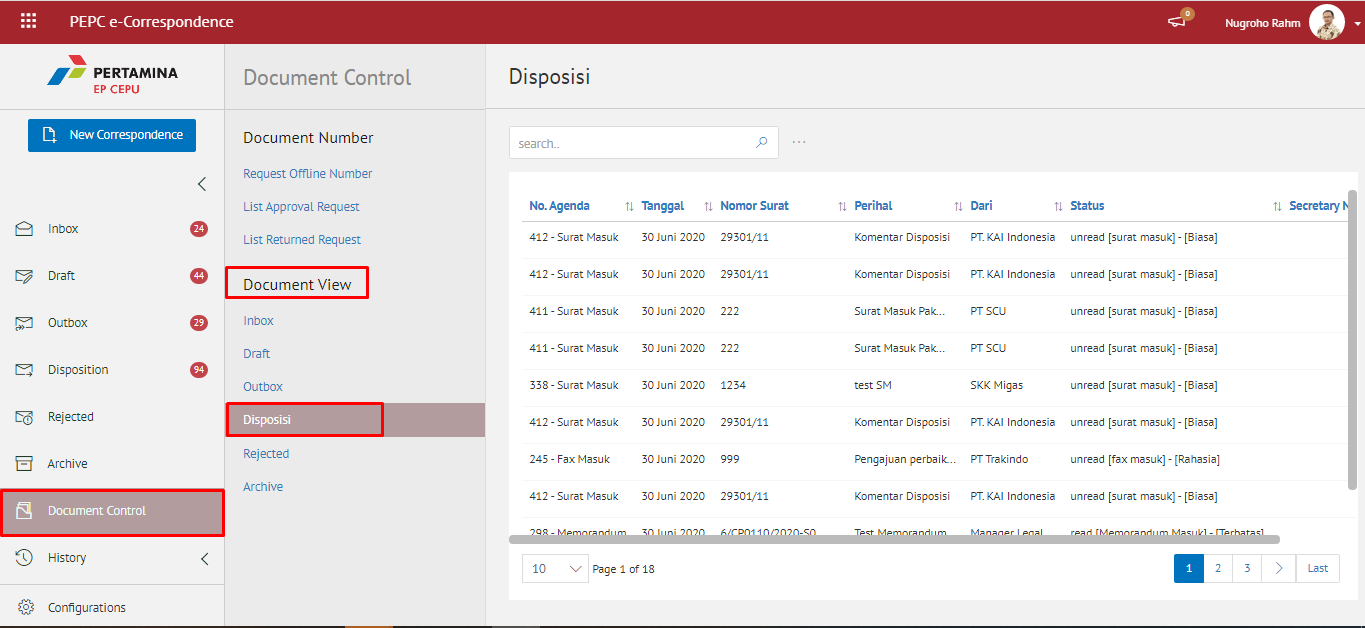 PEPC e-Correspondence
0
Nugroho Rahm
PERTAMINA
EP CEPU
New Correspondence
Inbox 24
Draft 44
Outbox 29
Disposition 94
Rejected
Archive
Document Control
History
Configurations
Document Control
Document Number
Request Offline Number
List Approval Request
List Returned Request
Document View
Inbox
Draft
Outbox
Disposisi
Rejected
Archive
Disposisi
search..
No. Agenda Tanggal Nomor Surat Perihal Dari Status Secretary N
412 - Surat Masuk 30 Juni 2020 29301/11 Komentar Disposisi PT. KAI Indonesia unread [surat masuk] - [Biasa]
412 - Surat Masuk 30 Juni 2020 29301/11 Komentar Disposisi PT. KAI Indonesia unread [surat masuk] - [Biasa]
411 - Surat Masuk 30 Juni 2020 222 Surat Masuk Pak... PT SCU unread [surat masuk] - [Biasa]
411 - Surat Masuk 30 Juni 2020 222 Surat Masuk Pak... PT SCU unread [surat masuk] - [Biasa]
338 - Surat Masuk 30 Juni 2020 1234 test SM SKK Migas unread [surat masuk] - [Biasa]
412 - Surat Masuk 30 Juni 2020 29301/11 Komentar Disposisi PT. KAI Indonesia unread [surat masuk] - [Biasa]
245 - Fax Masuk 30 Juni 2020 999 Pengajuan perbaik... PT Trakindo unread [fax masuk] - [Rahasia]
412 - Surat Masuk 30 Juni 2020 29301/11 Komentar Disposisi PT. KAI Indonesia unread [surat masuk] - [Biasa]
298 - Memorandum 30 Juni 2020 6/CP0110/2020-S0 Test Memorandum Manager Legal read [Memorandum Masuk] - [Terbatas]
10 Page 1 of 18
1 2 3 > Last